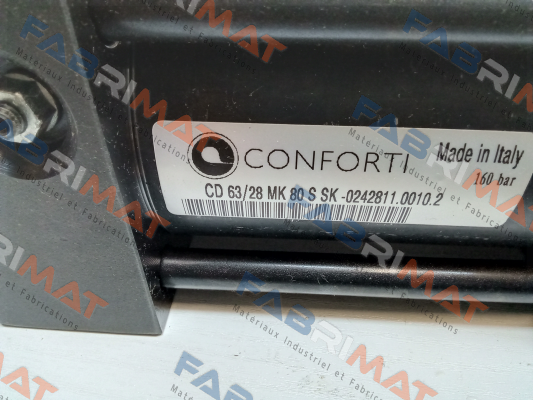 CONFORTI
Made in Italy
160 bar
CD 63/28 MK 80 S SK -0242811.0010.2
FABRIMAT
Matériaux Industriel et Fabrications